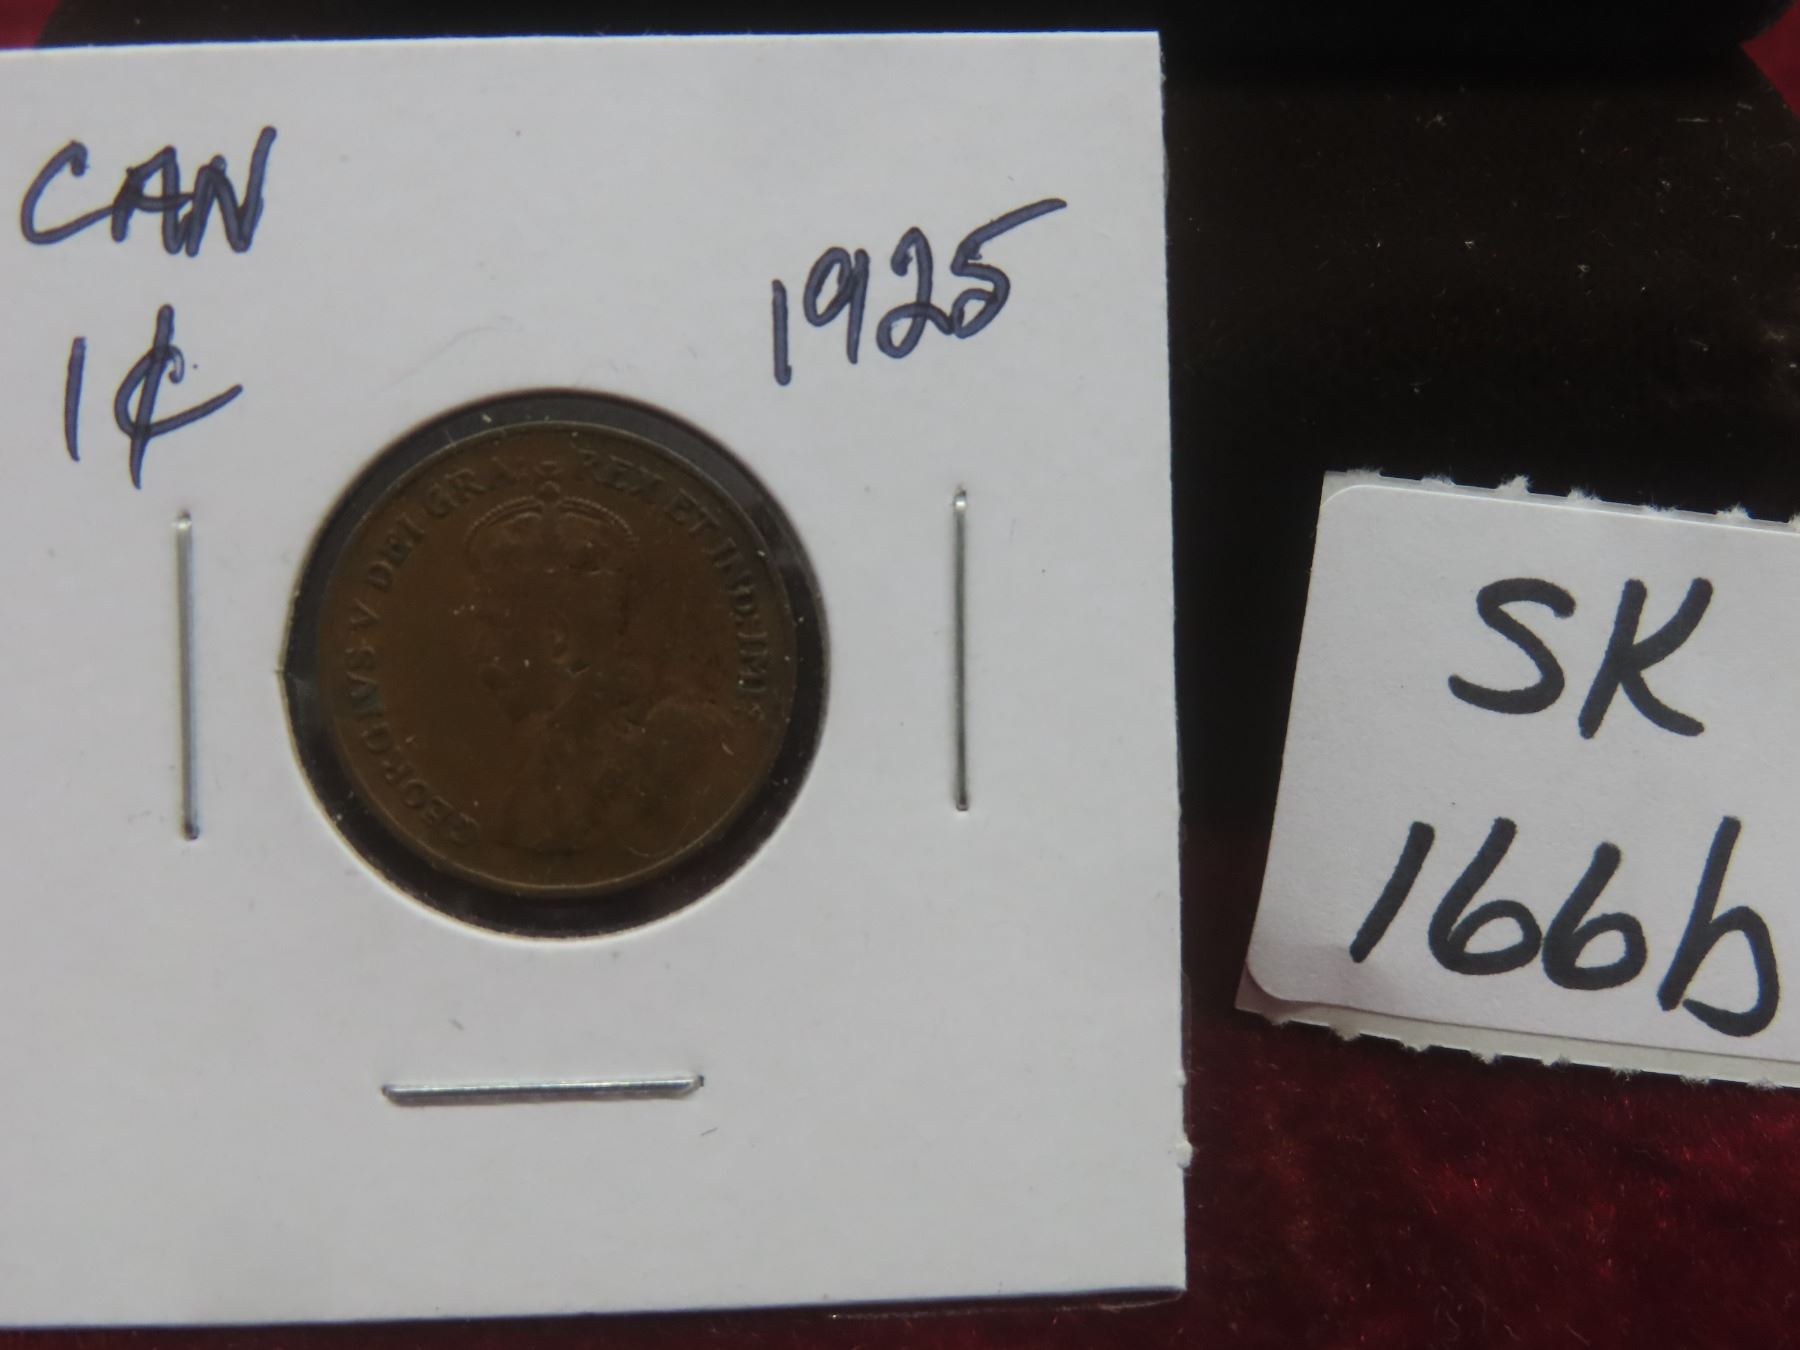 CAN
1¢
1925
GEORGIVS V DEI GRA: REX ET IND:IMP:
SK
166b